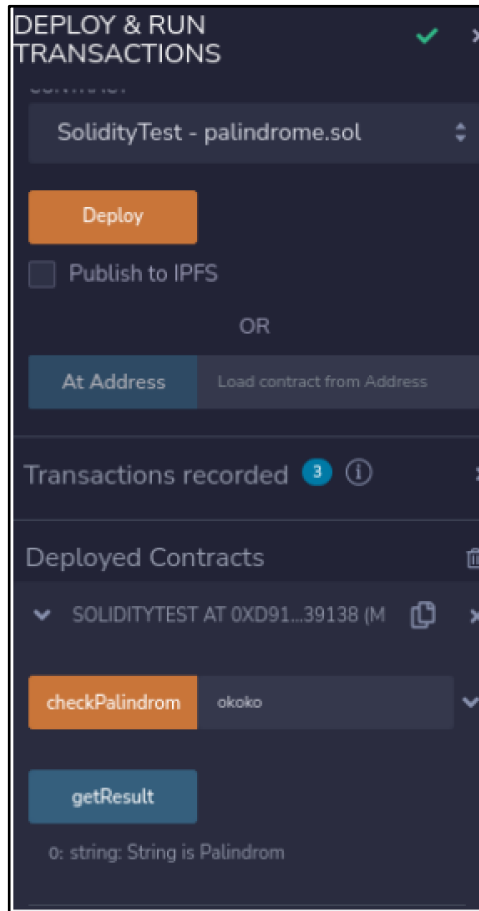 DEPLOY & RUN
TRANSACTIONS
CONTRACT
SolidityTest - palindrome.sol
Deploy
Publish to IPFS
OR
At Address Load contract from Address
Transactions recorded 3 i
Deployed Contracts
SOLIDITYTEST AT 0XD91...39138 (M
checkPalindrom okoko
getResult
0: string: String is Palindrom